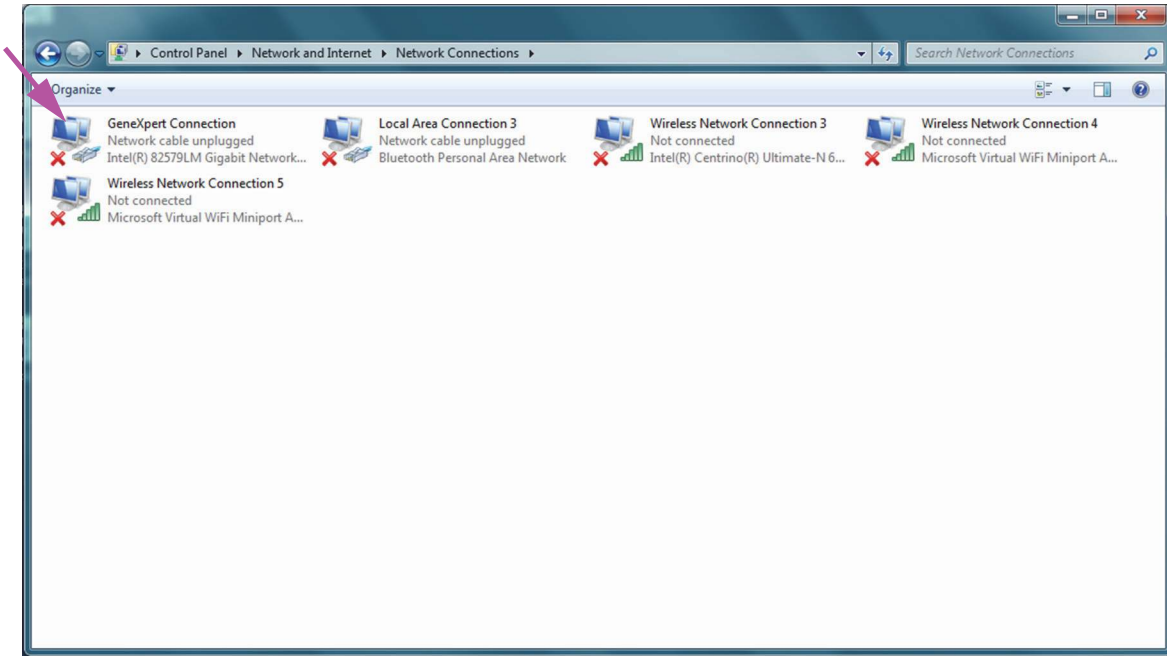 Control Panel Network and Internet Network Connections
Search Network Connections
Organize
GeneXpert Connection
Network cable unplugged
Intel(R) 82579LM Gigabit Network...
Local Area Connection 3
Network cable unplugged
Bluetooth Personal Area Network
Wireless Network Connection 3
Not connected
Intel(R) Centrino(R) Ultimate-N 6...
Wireless Network Connection 4
Not connected
Microsoft Virtual WiFi Miniport A...
Wireless Network Connection 5
Not connected
Microsoft Virtual WiFi Miniport A...